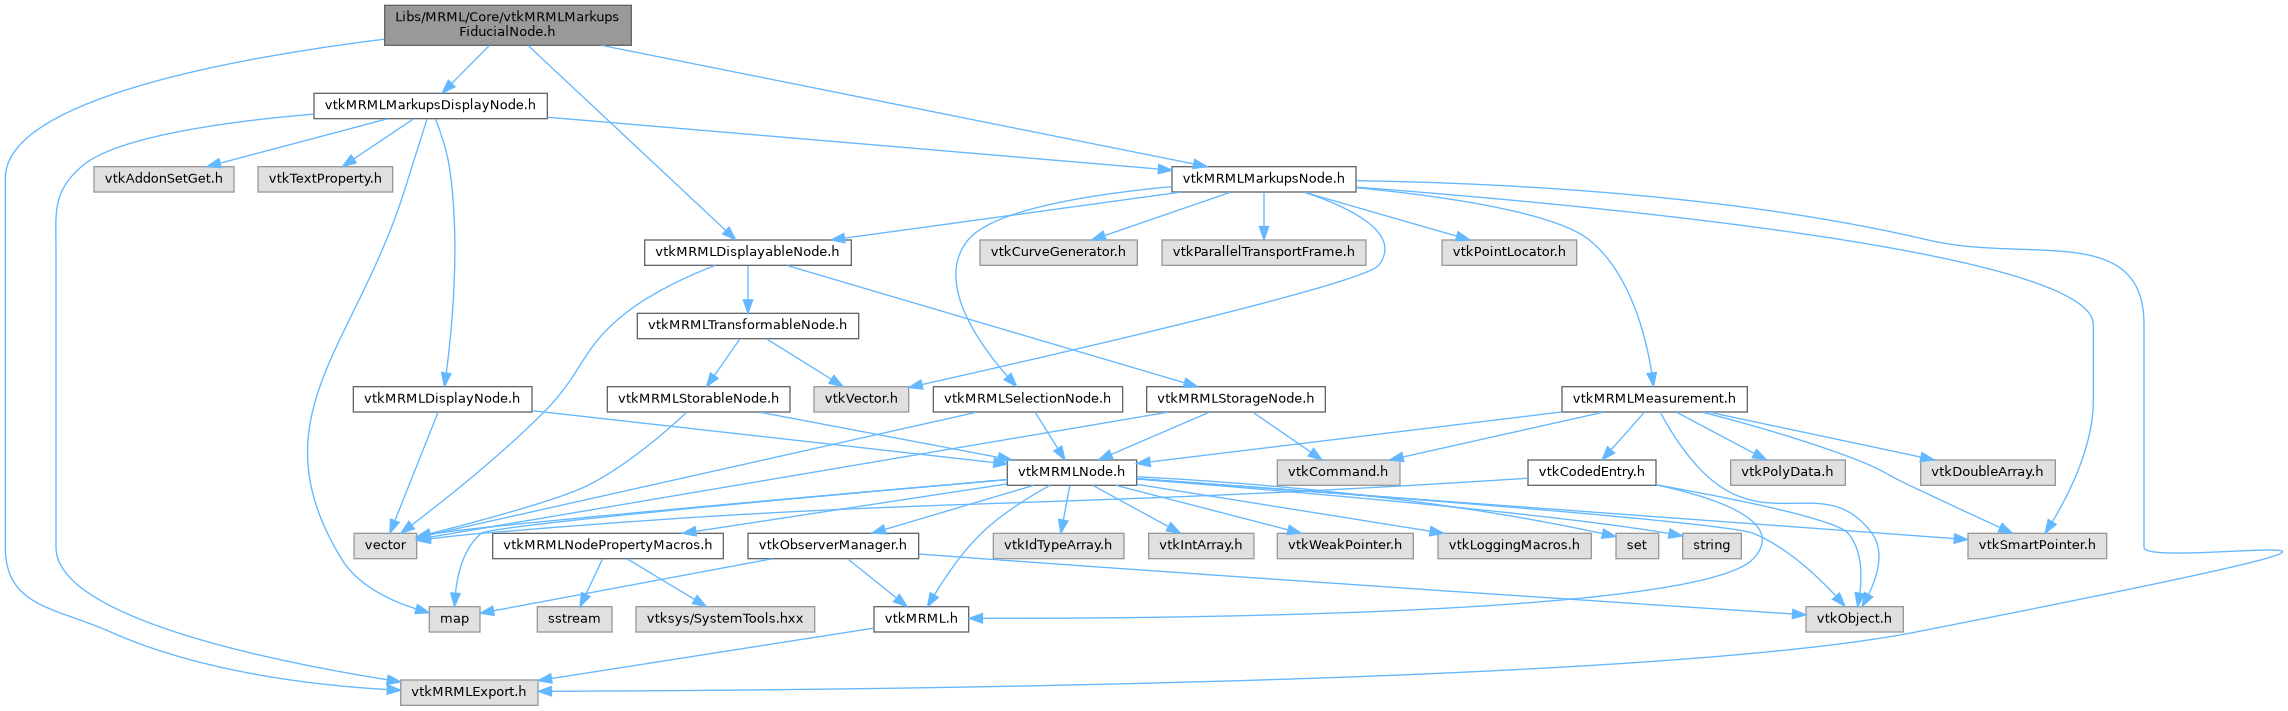 Libs/MRML/Core/vtkMRMLMarkups
FiducialNode.h
vtkMRMLMarkupsDisplayNode.h
vtkAddonSetGet.h
vtkTextProperty.h
vtkMRMLMarkupsNode.h
vtkMRMLDisplayableNode.h
vtkCurveGenerator.h
vtkParallelTransportFrame.h
vtkPointLocator.h
vtkMRMLTransformableNode.h
vtkMRMLDisplayNode.h
vtkMRMLStorableNode.h
vtkVector.h
vtkMRMLSelectionNode.h
vtkMRMLStorageNode.h
vtkMRMLMeasurement.h
vtkMRMLNode.h
vtkCommand.h
vtkCodedEntry.h
vtkPolyData.h
vtkDoubleArray.h
vector
vtkMRMLNodePropertyMacros.h
vtkObserverManager.h
vtkIdTypeArray.h
vtkIntArray.h
vtkWeakPointer.h
vtkLoggingMacros.h
set
string
vtkSmartPointer.h
map
sstream
vtksys/SystemTools.hxx
vtkMRML.h
vtkObject.h
vtkMRMLExport.h